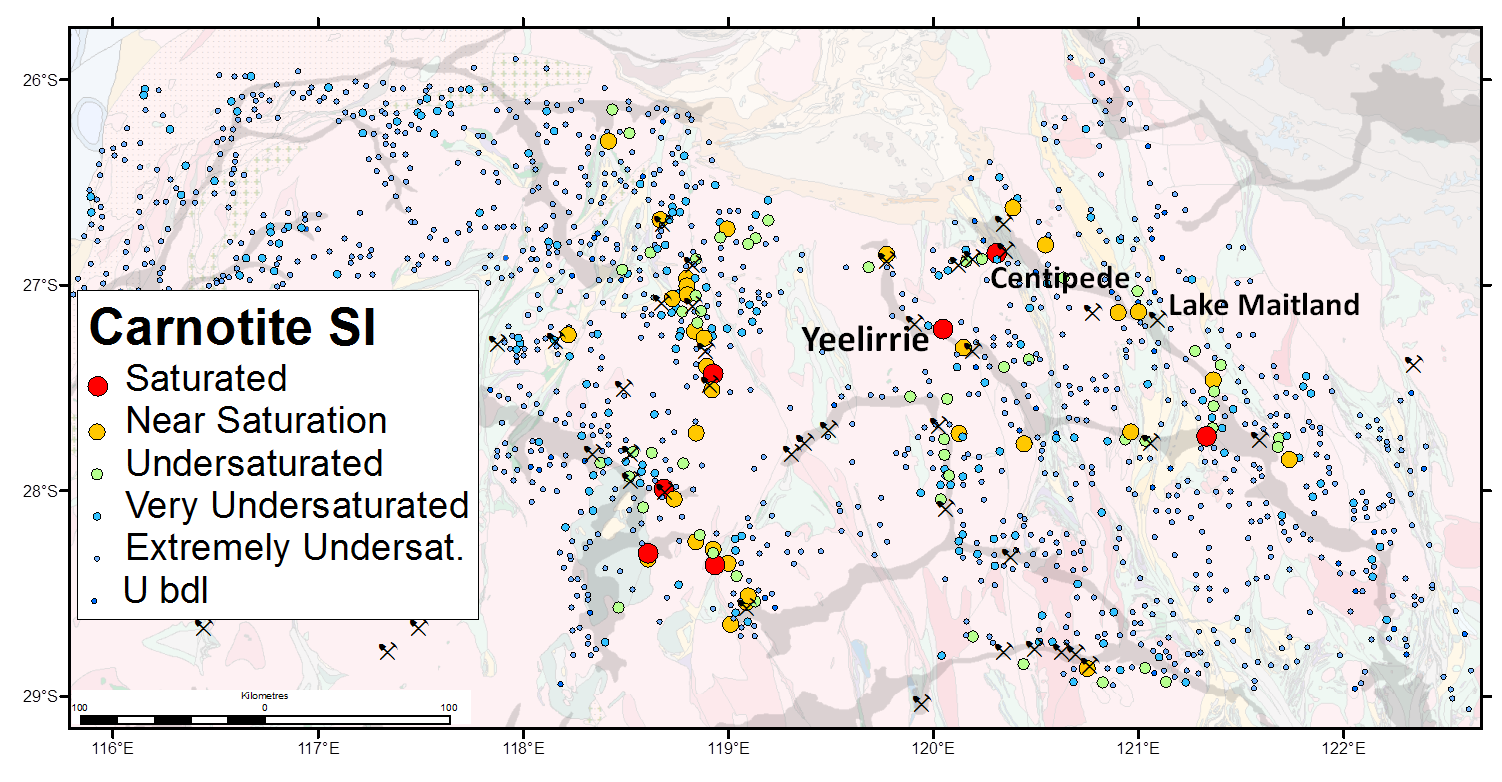 26°S
27°S
28°S
29°S
Centipede
Lake Maitland
Yeelirrie
Carnotite SI
Saturated
Near Saturation
Undersaturated
Very Undersaturated
Extremely Undersat.
U bdl
Kilometres
100 0 100
116°E 117°E 118°E 119°E 120°E 121°E 122°E